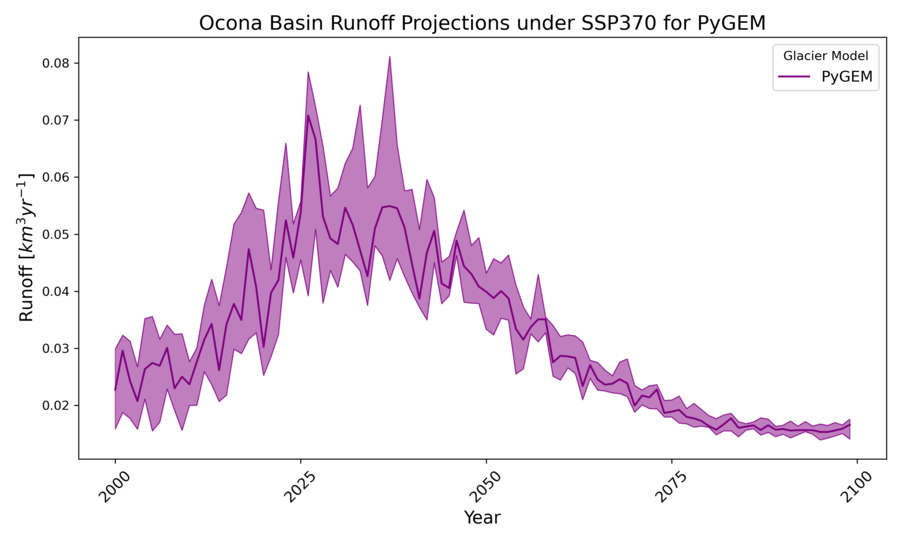 Ocona Basin Runoff Projections under SSP370 for PyGEM
Glacier Model
PyGEM
0.08
0.07
0.06
0.05
0.04
0.03
0.02
Runoff [km³yr⁻¹]
2000
2025
2050
2075
2100
Year